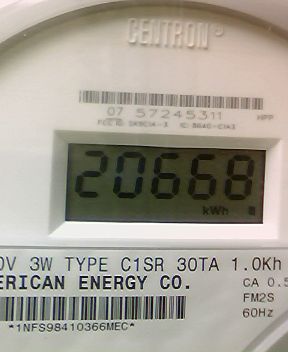 CENTRON
07 57245311
20668
kWh
0V 3W TYPE C1SR 30TA 1.0Kh
ERICAN ENERGY CO.
CA 0.5
FM2S
60Hz
*1NFS98410366MEC*